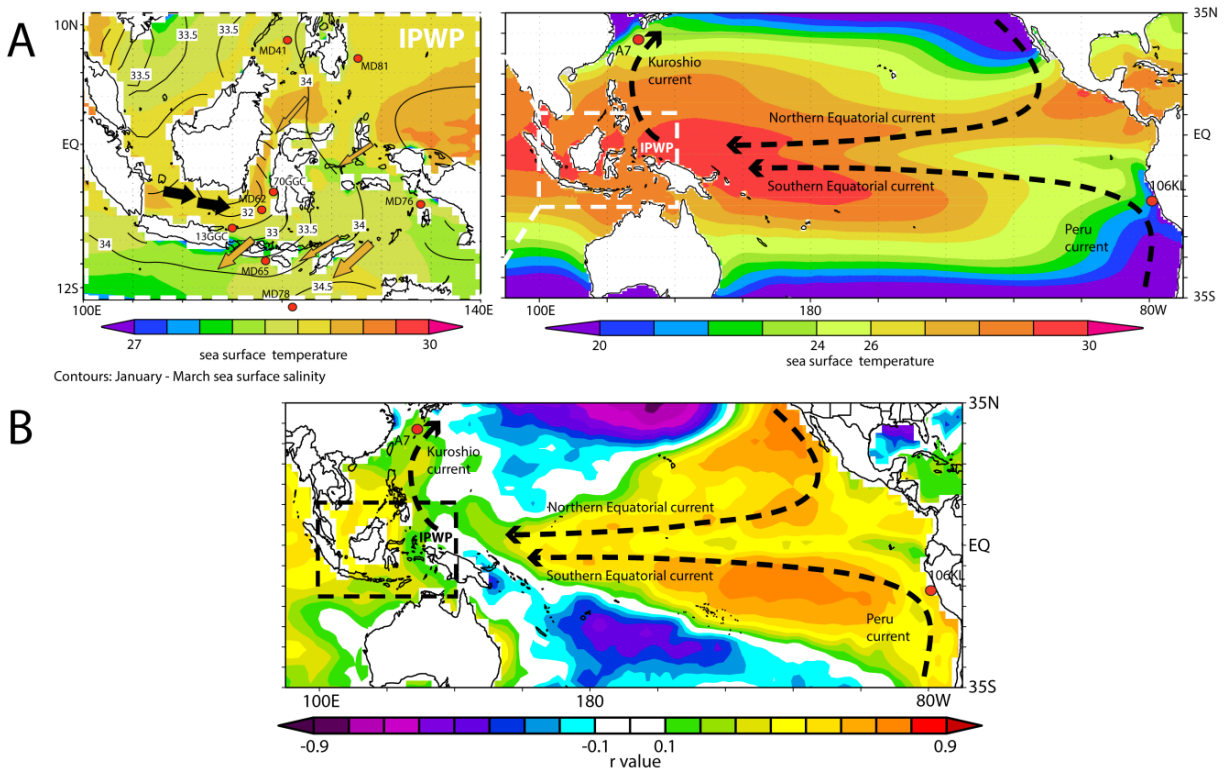 A
10N
EQ
12S
100E
140E
IPWP
33.5
33.5
33.5
34
MD41
MD81
70GGC
MD62
32
33
33.5
34
34
13GGC
MD65
MD76
34.5
MD78
27
30
sea surface temperature
Contours: January - March sea surface salinity
35N
EQ
35S
100E
180
80W
A7
Kuroshio
current
IPWP
Northern Equatorial current
Southern Equatorial current
106KL
Peru
current
20
24
26
30
sea surface temperature
B
35N
EQ
35S
100E
180
80W
A7
Kuroshio
current
IPWP
Northern Equatorial current
Southern Equatorial current
106KL
Peru
current
-0.9
-0.1
0.1
0.9
r value